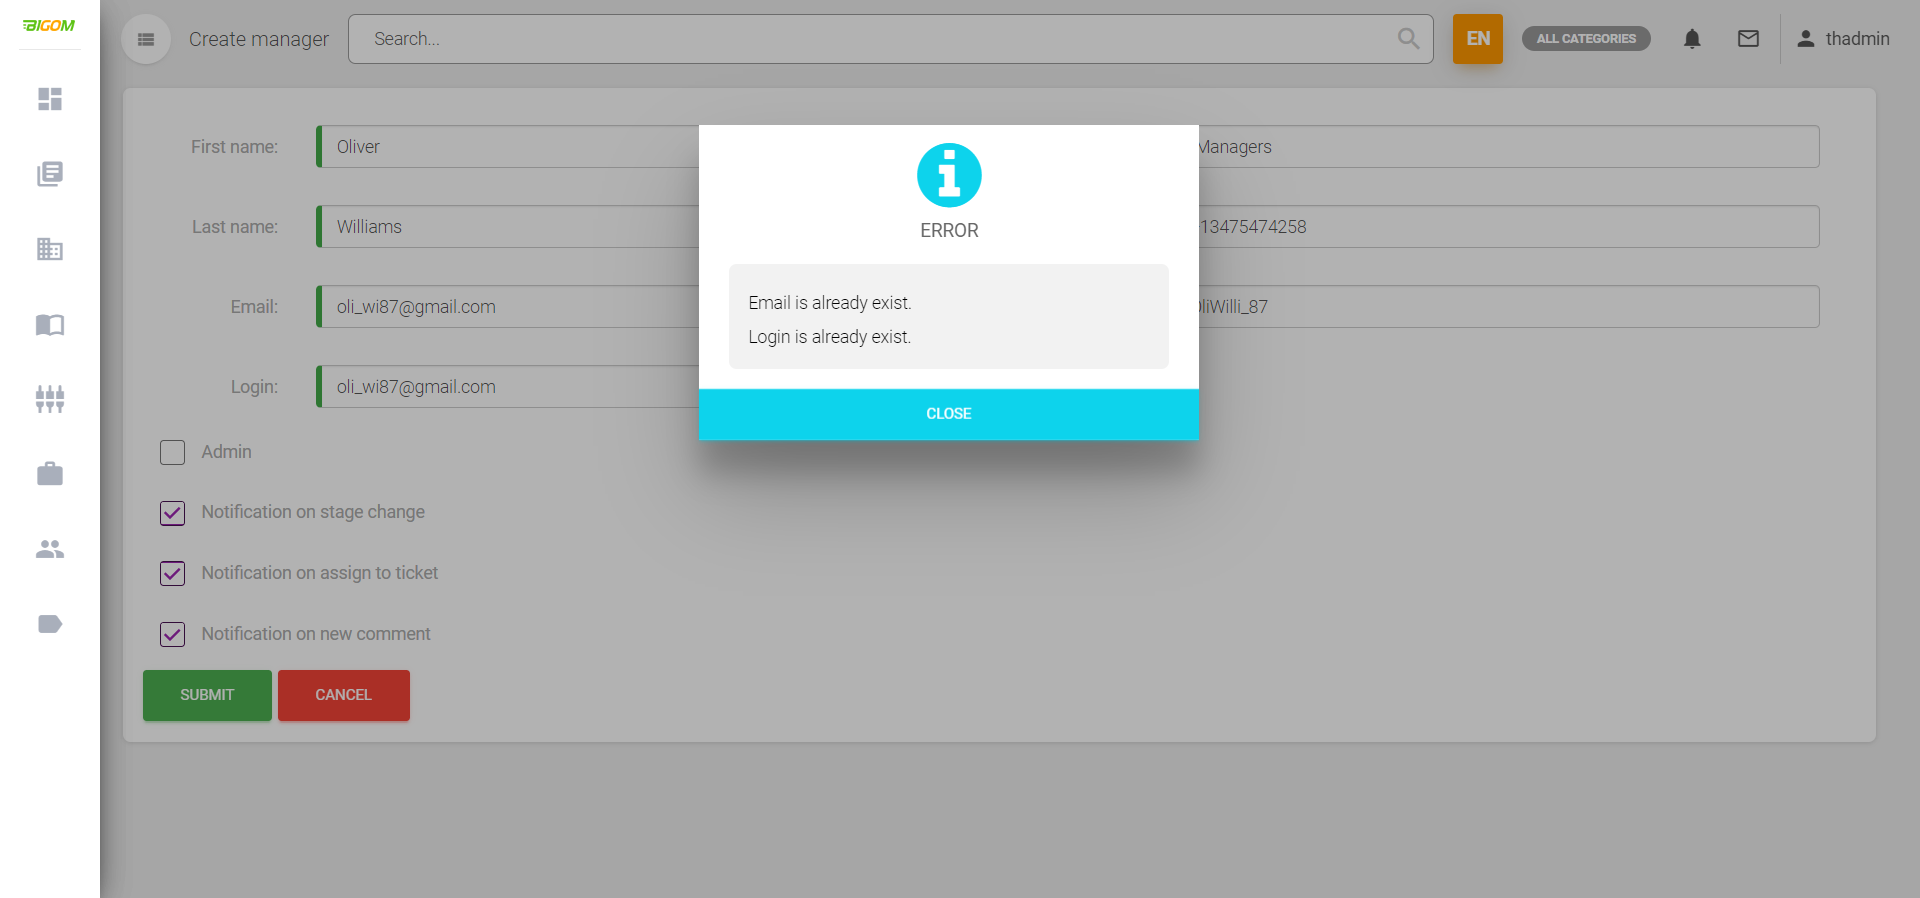 BIGOM
Create manager
Search...
EN
ALL CATEGORIES
thadmin
First name:
Oliver
Managers
Last name:
Williams
13475474258
Email:
oli_wi87@gmail.com
liWilli_87
Login:
oli_wi87@gmail.com
Admin
Notification on stage change
Notification on assign to ticket
Notification on new comment
SUBMIT
CANCEL
ERROR
Email is already exist.
Login is already exist.
CLOSE